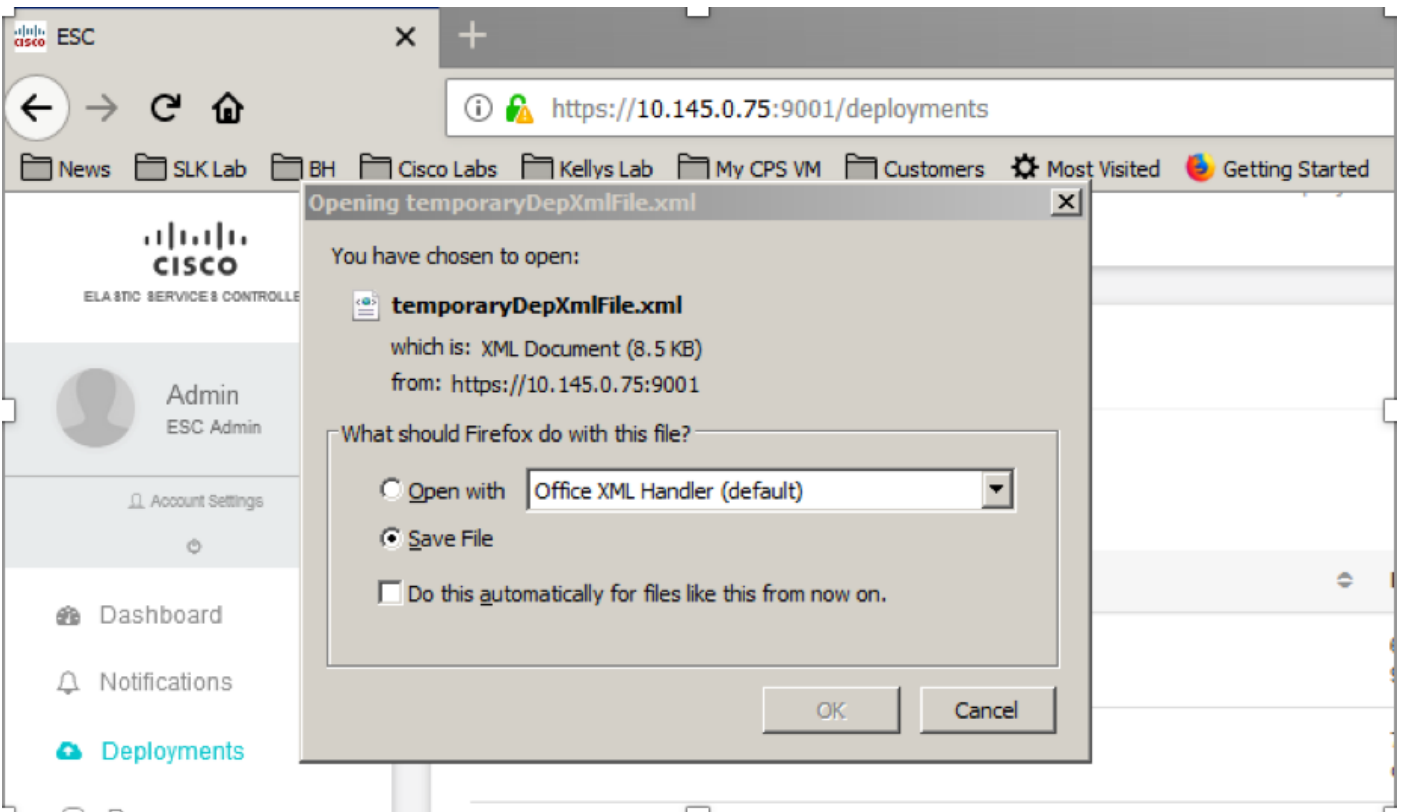 cisco ESC
https://10.145.0.75:9001/deployments
News SLK Lab BH Cisco Labs Kellys Lab My CPS VM Customers Most Visited Getting Started
Opening temporaryDepXmlFile.xml
CISCO
ELASTIC SERVICES CONTROLLE
You have chosen to open:
temporaryDepXmlFile.xml
which is: XML Document (8.5 KB)
from: https://10.145.0.75:9001
Admin
ESC Admin
Account Settings
What should Firefox do with this file?
Open with Office XML Handler (default)
Save File
Do this automatically for files like this from now on.
OK Cancel
Dashboard
Notifications
Deployments